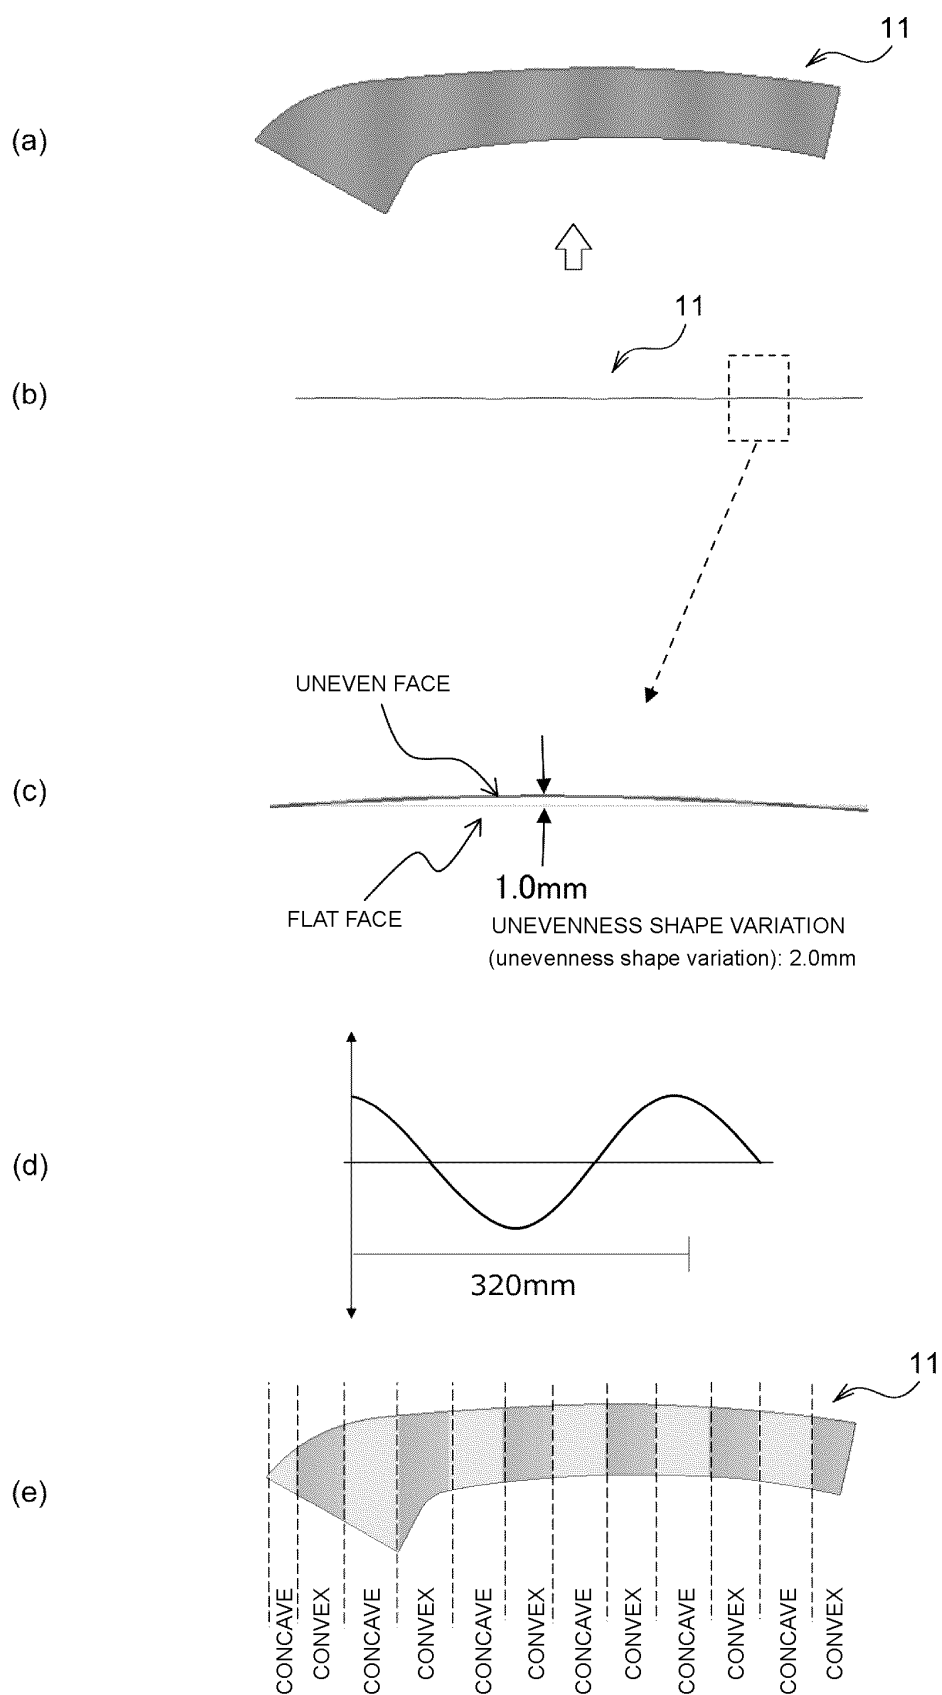 11
(a)
11
(b)
UNEVEN FACE
(c)
1.0mm
FLAT FACE
UNEVENNESS SHAPE VARIATION
(unevenness shape variation): 2.0mm
(d)
320mm
11
(e)
CONCAVE
CONVEX
CONCAVE
CONVEX
CONCAVE
CONVEX
CONCAVE
CONVEX
CONCAVE
CONVEX
CONCAVE
CONVEX